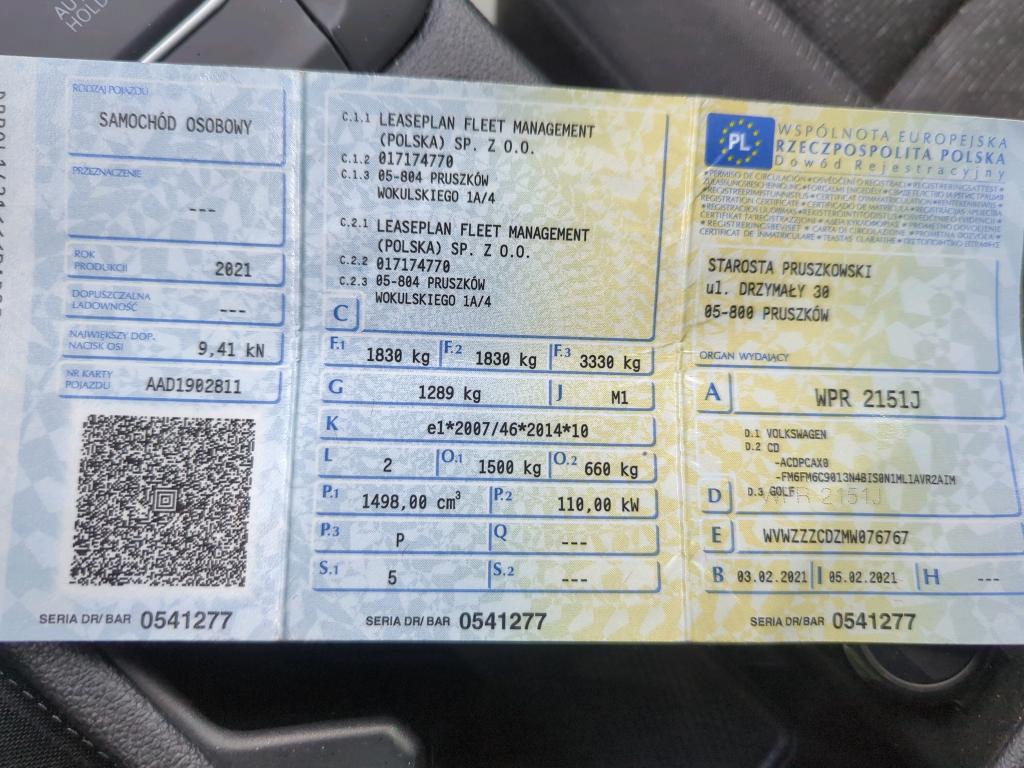 AUTO
HOLD
RODZAJ POJAZDU
SAMOCHÓD OSOBOWY
PRZEZNACZENIE
---
ROK
PRODUKCJI 2021
DOPUSZCZALNA
ŁADOWNOŚĆ ---
NAJWIĘKSZY DOP.
NACISK OSI 9,41 kN
NR KARTY
POJAZDU AAD1902811
SERIA DR/BAR 0541277
C.1.1 LEASEPLAN FLEET MANAGEMENT
(POLSKA) SP. Z O.O.
C.1.2 017174770
C.1.3 05-804 PRUSZKÓW
WOKULSKIEGO 1A/4
C.2.1 LEASEPLAN FLEET MANAGEMENT
(POLSKA) SP. Z O.O.
C.2.2 017174770
C.2.3 05-804 PRUSZKÓW
WOKULSKIEGO 1A/4
C
F.1 1830 kg F.2 1830 kg F.3 3330 kg
G 1289 kg J M1
K e1*2007/46*2014*10
L 2 O.1 1500 kg O.2 660 kg
P.1 1498,00 cm³ P.2 110,00 kW
P.3 P Q ---
S.1 5 S.2 ---
SERIA DR/BAR 0541277
PL WSPÓLNOTA EUROPEJSKA
RZECZPOSPOLITA POLSKA
Dowód Rejestracyjny
STAROSTA PRUSZKOWSKI
ul. DRZYMAŁY 30
05-800 PRUSZKÓW
ORGAN WYDAJĄCY
A WPR 2151J
D.1 VOLKSWAGEN
D.2 CD
-ACDPCAX0
-FM6FM6C9013N48IS0N1ML1AVR2AIM
D D.3 GOLF
WPR 2151J
E WVWZZZCDZMW076767
B 03.02.2021 I 05.02.2021 H ---
SERIA DR/BAR 0541277